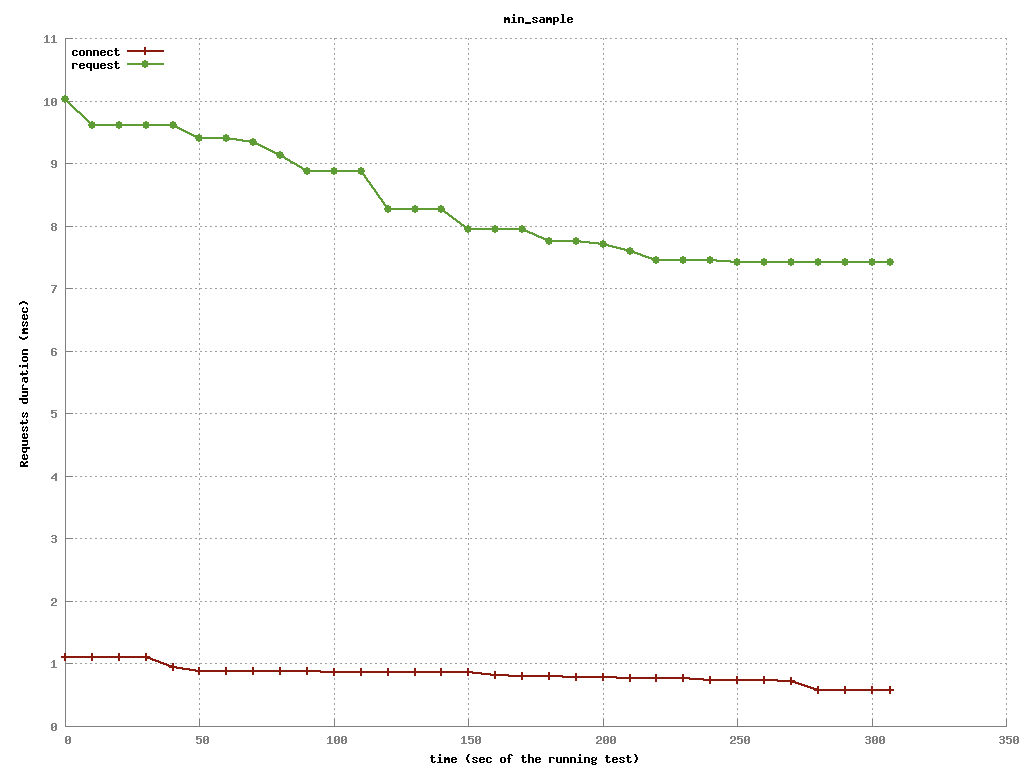 min_sample
11
connect
request
10
9
8
7
6
5
4
3
2
1
0
Requests duration (msec)
0 50 100 150 200 250 300 350
time (sec of the running test)